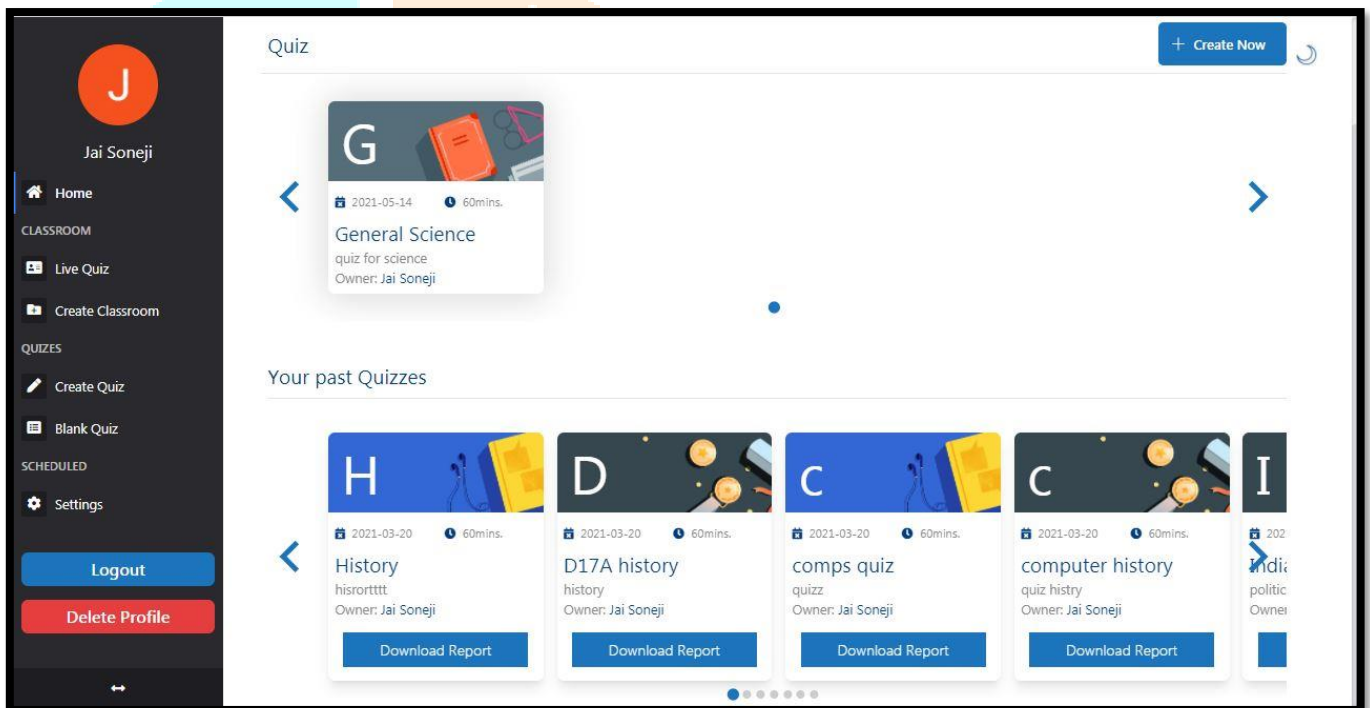 J
Jai Soneji
Home
CLASSROOM
Live Quiz
Create Classroom
QUIZES
Create Quiz
Blank Quiz
SCHEDULED
Settings
Logout
Delete Profile
Quiz
+ Create Now
G
2021-05-14 60mins.
General Science
quiz for science
Owner: Jai Soneji
Your past Quizzes
H
2021-03-20 60mins.
History
hisrortttt
Owner: Jai Soneji
Download Report
D
2021-03-20 60mins.
D17A history
history
Owner: Jai Soneji
Download Report
c
2021-03-20 60mins.
comps quiz
quizz
Owner: Jai Soneji
Download Report
c
2021-03-20 60mins.
computer history
quiz histry
Owner: Jai Soneji
Download Report
I
202
politic
Owner